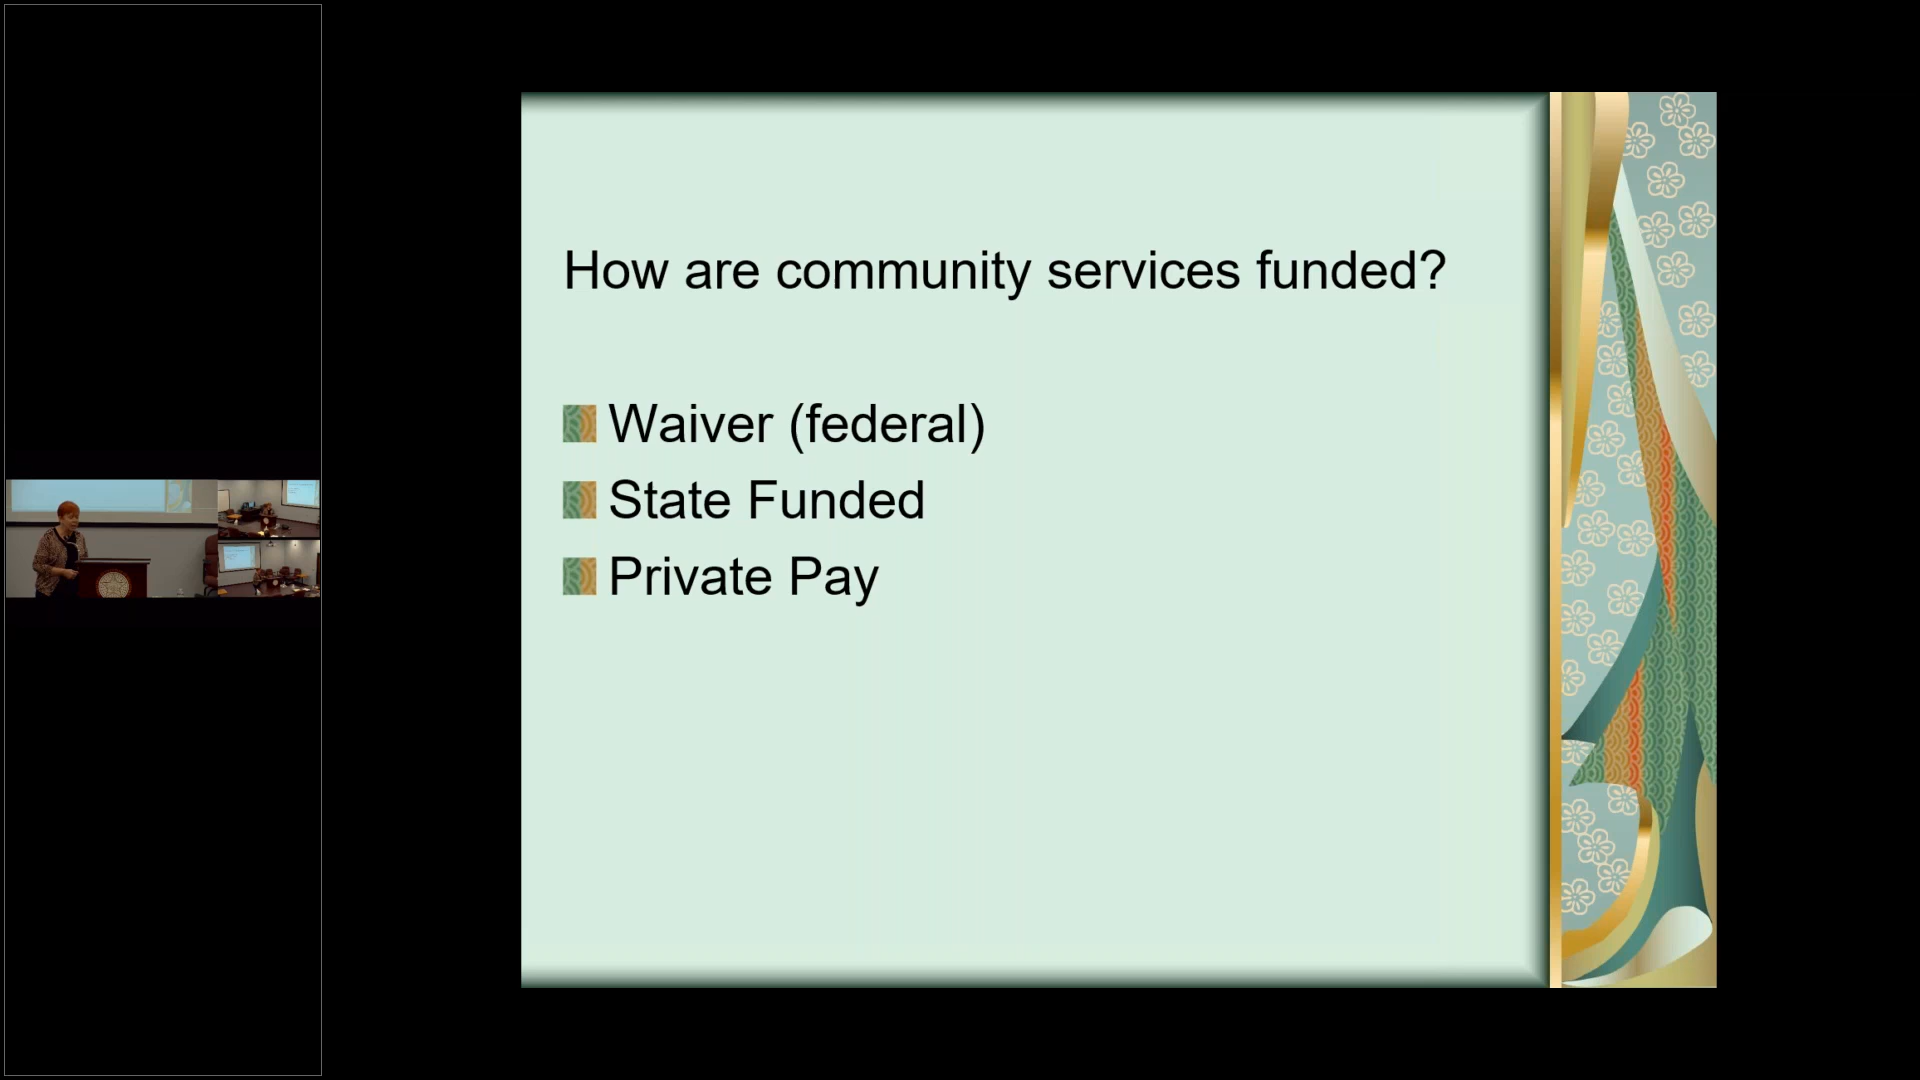 How are community services funded?
Waiver (federal)
State Funded
Private Pay